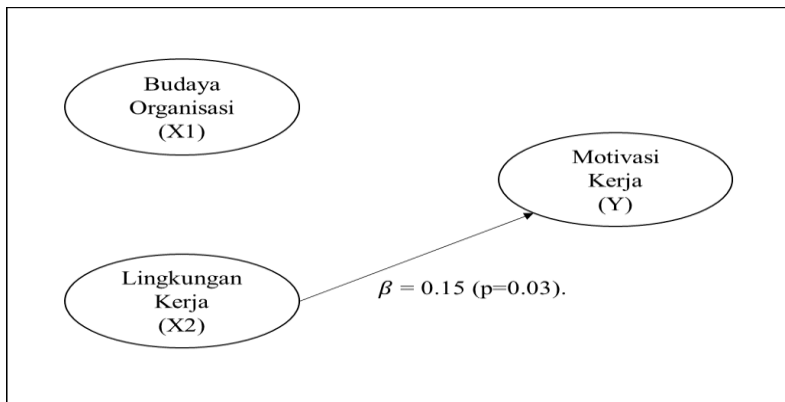 Budaya
Organisasi
(X1)
Motivasi
Kerja
(Y)
Lingkungan
Kerja
(X2)
β = 0.15 (p=0.03).